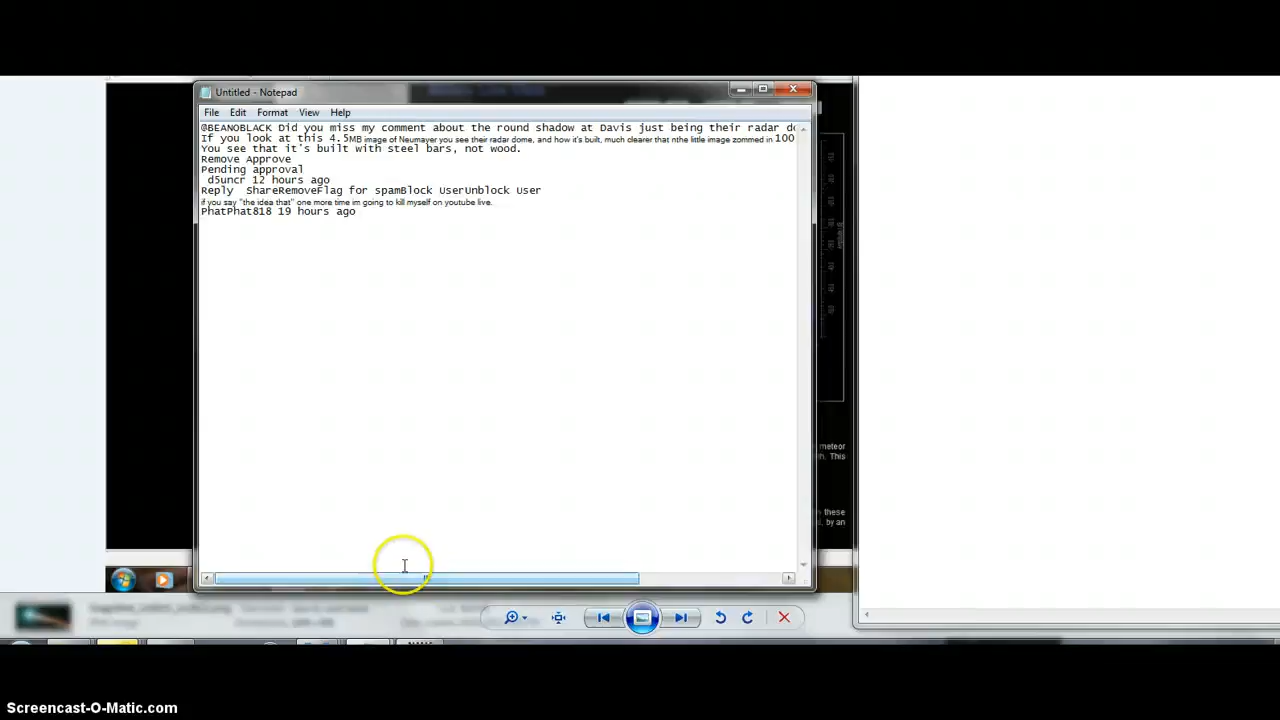 Untitled - Notepad
File Edit Format View Help
@BEANOBLACK Did you miss my comment about the round shadow at Davis just being their radar do
If you look at this 4.5MB image of Neumayer you see their radar dome, and how it's built, much clearer that nthe little image zommed in 100
You see that it's built with steel bars, not wood.
Remove Approve
Pending approval
d5uncr 12 hours ago
Reply ShareRemoveFlag for spamBlock UserUnblock User
if you say "the idea that" one more time im going to kill myself on youtube live.
PhatPhat818 19 hours ago
meteor
This
these
by an
Screencast-O-Matic.com